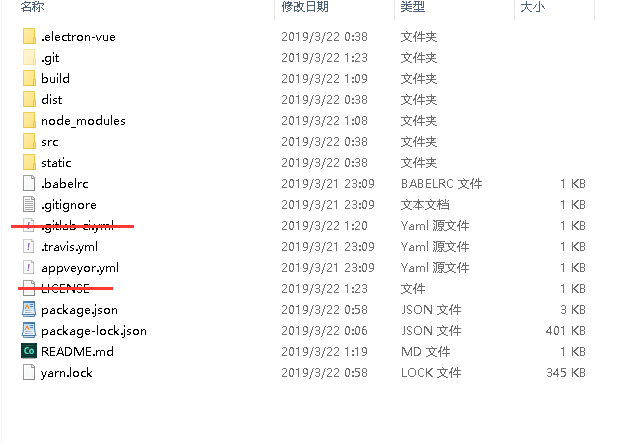 名称 修改日期 类型 大小
.electron-vue 2019/3/22 0:38 文件夹
.git 2019/3/22 1:23 文件夹
build 2019/3/22 1:09 文件夹
dist 2019/3/22 0:38 文件夹
node_modules 2019/3/22 1:08 文件夹
src 2019/3/22 0:38 文件夹
static 2019/3/22 0:38 文件夹
.babelrc 2019/3/21 23:09 BABELRC 文件 1 KB
.gitignore 2019/3/21 23:09 文本文档 1 KB
.gitlab-ci.yml 2019/3/22 1:20 Yaml 源文件 1 KB
.travis.yml 2019/3/21 23:09 Yaml 源文件 1 KB
appveyor.yml 2019/3/21 23:09 Yaml 源文件 1 KB
LICENSE 2019/3/22 1:23 文件 1 KB
package.json 2019/3/22 0:58 JSON 文件 3 KB
package-lock.json 2019/3/22 0:06 JSON 文件 401 KB
README.md 2019/3/22 1:19 MD 文件 1 KB
yarn.lock 2019/3/22 0:58 LOCK 文件 345 KB